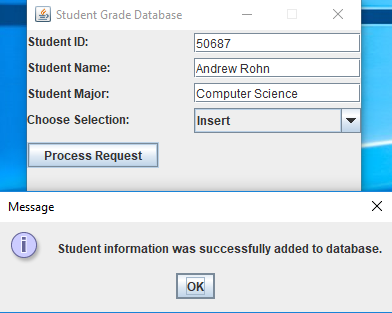 Student Grade Database
Student ID: 50687
Student Name: Andrew Rohn
Student Major: Computer Science
Choose Selection: Insert
Process Request
Message
Student information was successfully added to database.
OK